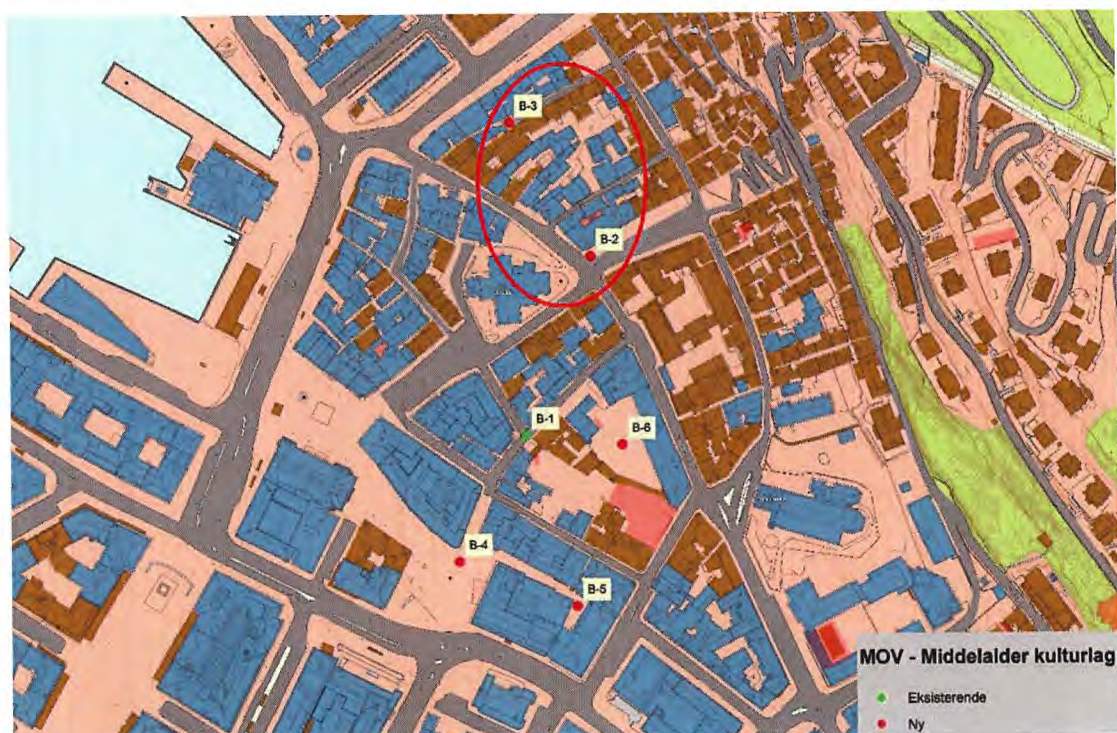 B-3
B-2
B-1
B-6
B-4
B-5
MOV - Middelalder kulturlag
Eksisterende
Ny